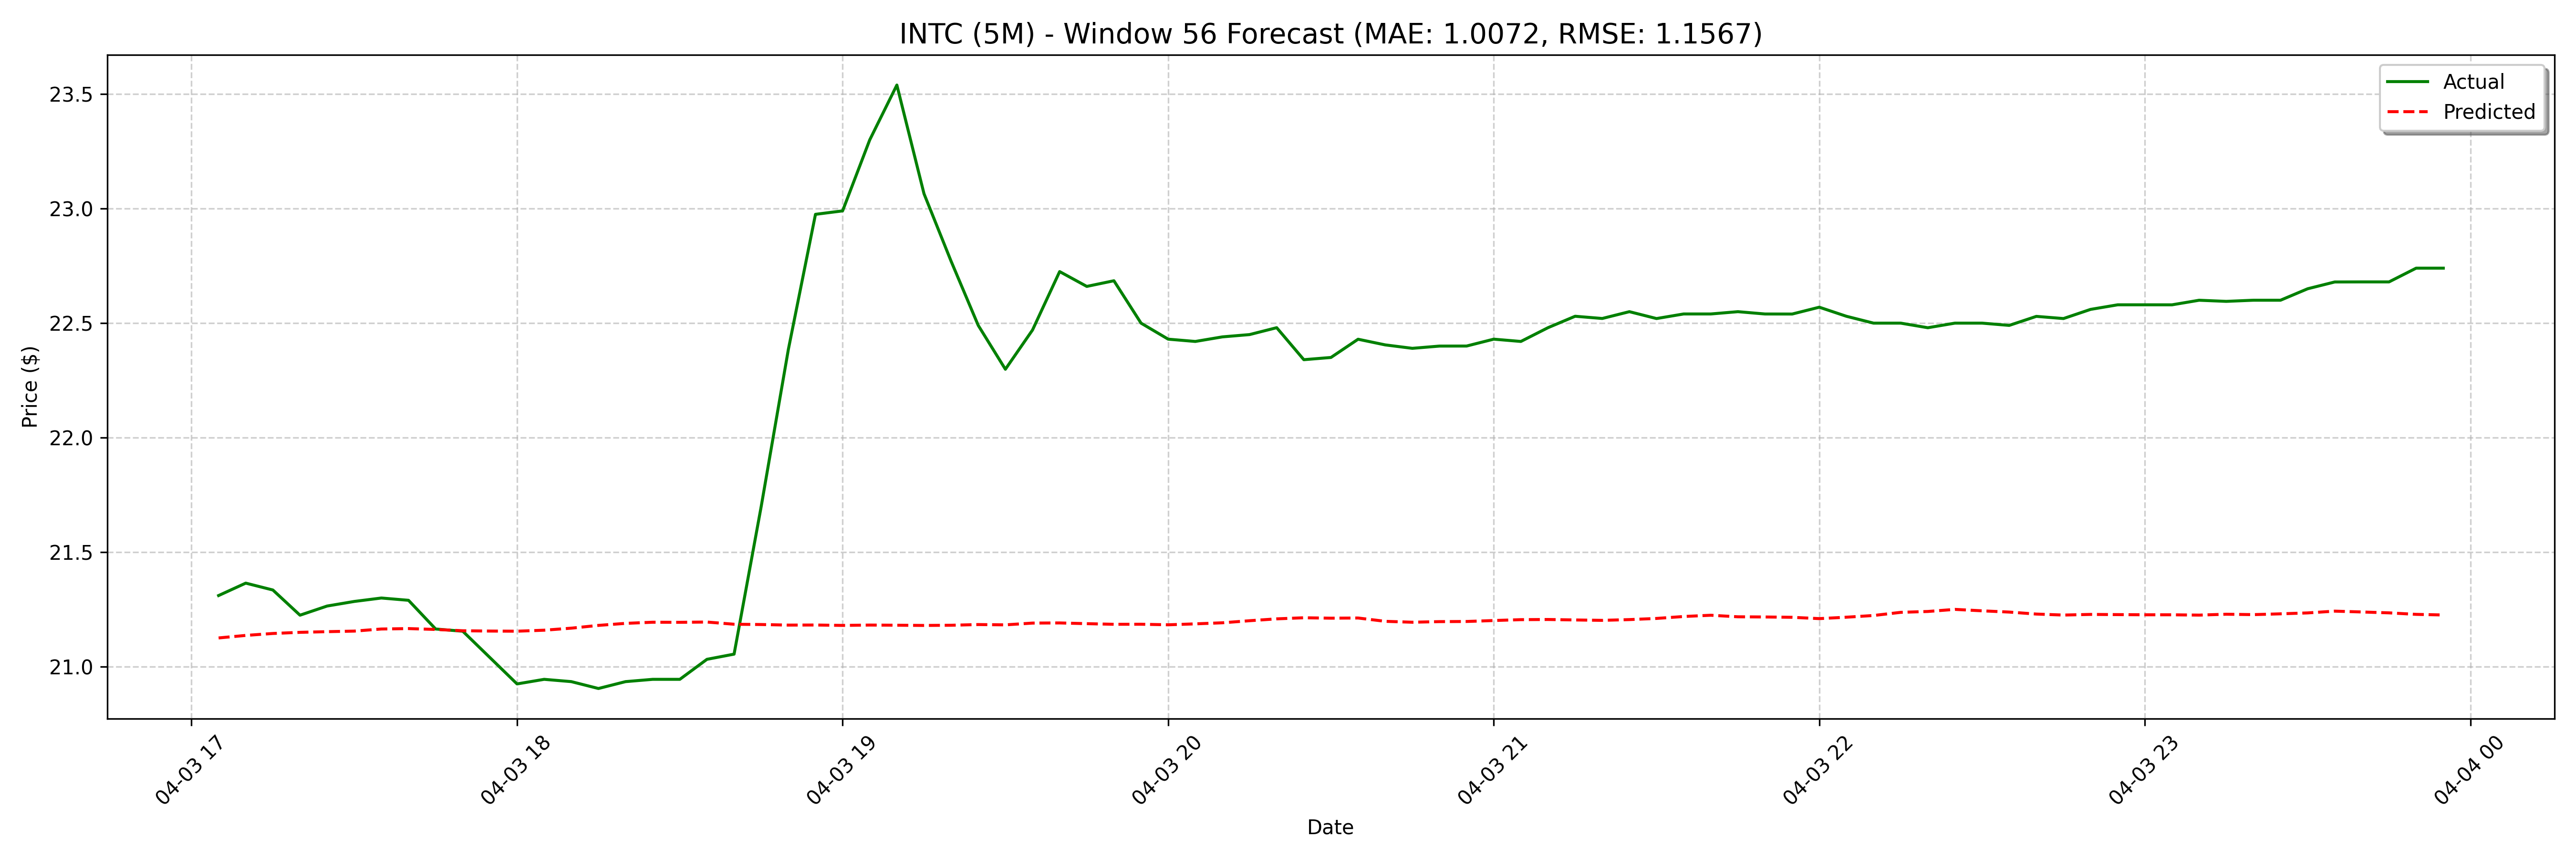 INTC (5M) - Window 56 Forecast (MAE: 1.0072, RMSE: 1.1567)
Actual
Predicted
23.5
23.0
22.5
22.0
21.5
21.0
Price ($)
04-03 17
04-03 18
04-03 19
04-03 20
04-03 21
04-03 22
04-03 23
04-04 00
Date